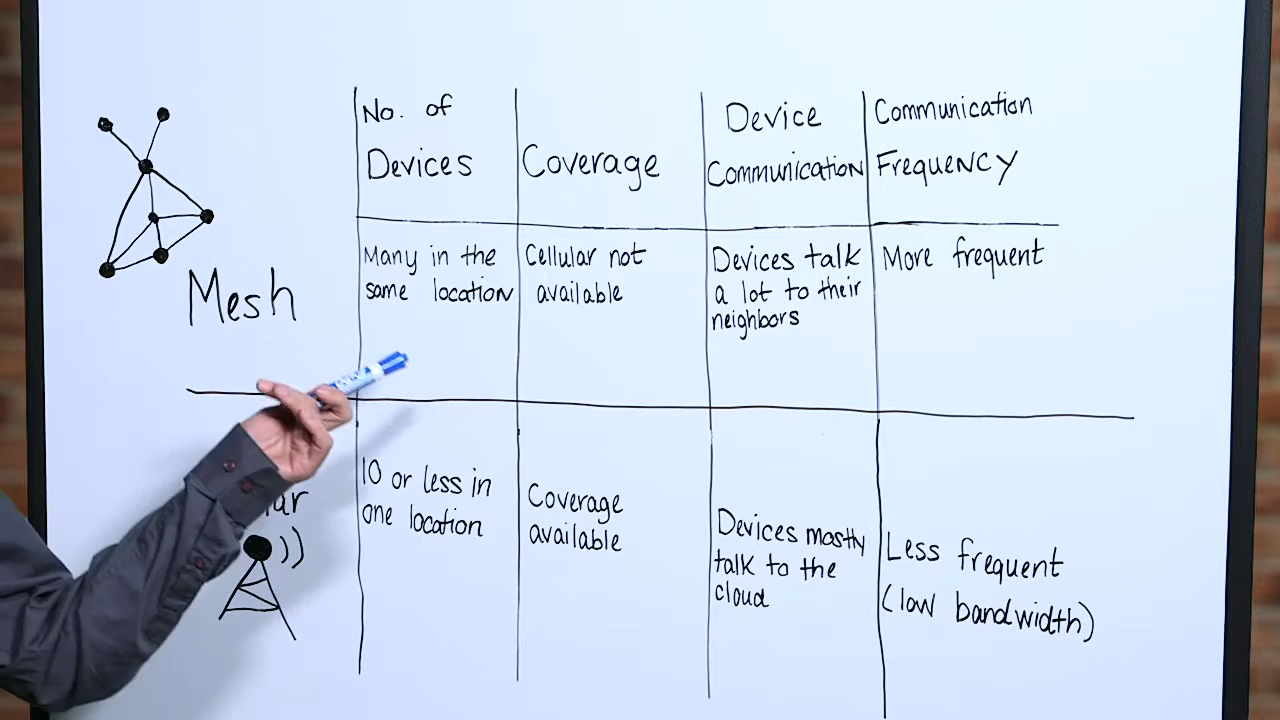 No. of
Devices
Coverage
Device
Communication
Communication
Frequency
Mesh
Many in the
same location
Cellular not
available
Devices talk
a lot to their
neighbors
More frequent
10 or less in
one location
Coverage
available
Devices mostly
talk to the
cloud
Less frequent
(low bandwidth)